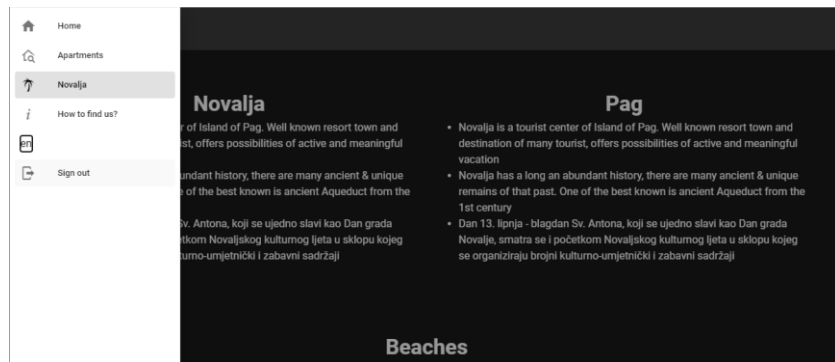 Home
Apartments
Novalja
How to find us?
en
Sign out
Novalja
r of Island of Pag. Well known resort town and
ist, offers possibilities of active and meaningful
undant history, there are many ancient & unique
e of the best known is ancient Aqueduct from the
Sv. Antona, koji se ujedno slavi kao Dan grada
etkom Novaljskog kulturnog ljeta u sklopu kojeg
turno-umjetnički i zabavni sadržaji
Pag
• Novalja is a tourist center of Island of Pag. Well known resort town and
destination of many tourist, offers possibilities of active and meaningful
vacation
• Novalja has a long an abundant history, there are many ancient & unique
remains of that past. One of the best known is ancient Aqueduct from the
1st century
• Dan 13. lipnja - blagdan Sv. Antona, koji se ujedno slavi kao Dan grada
Novalje, smatra se i početkom Novaljskog kulturnog ljeta u sklopu kojeg
se organiziraju brojni kulturno-umjetnički i zabavni sadržaji
Beaches